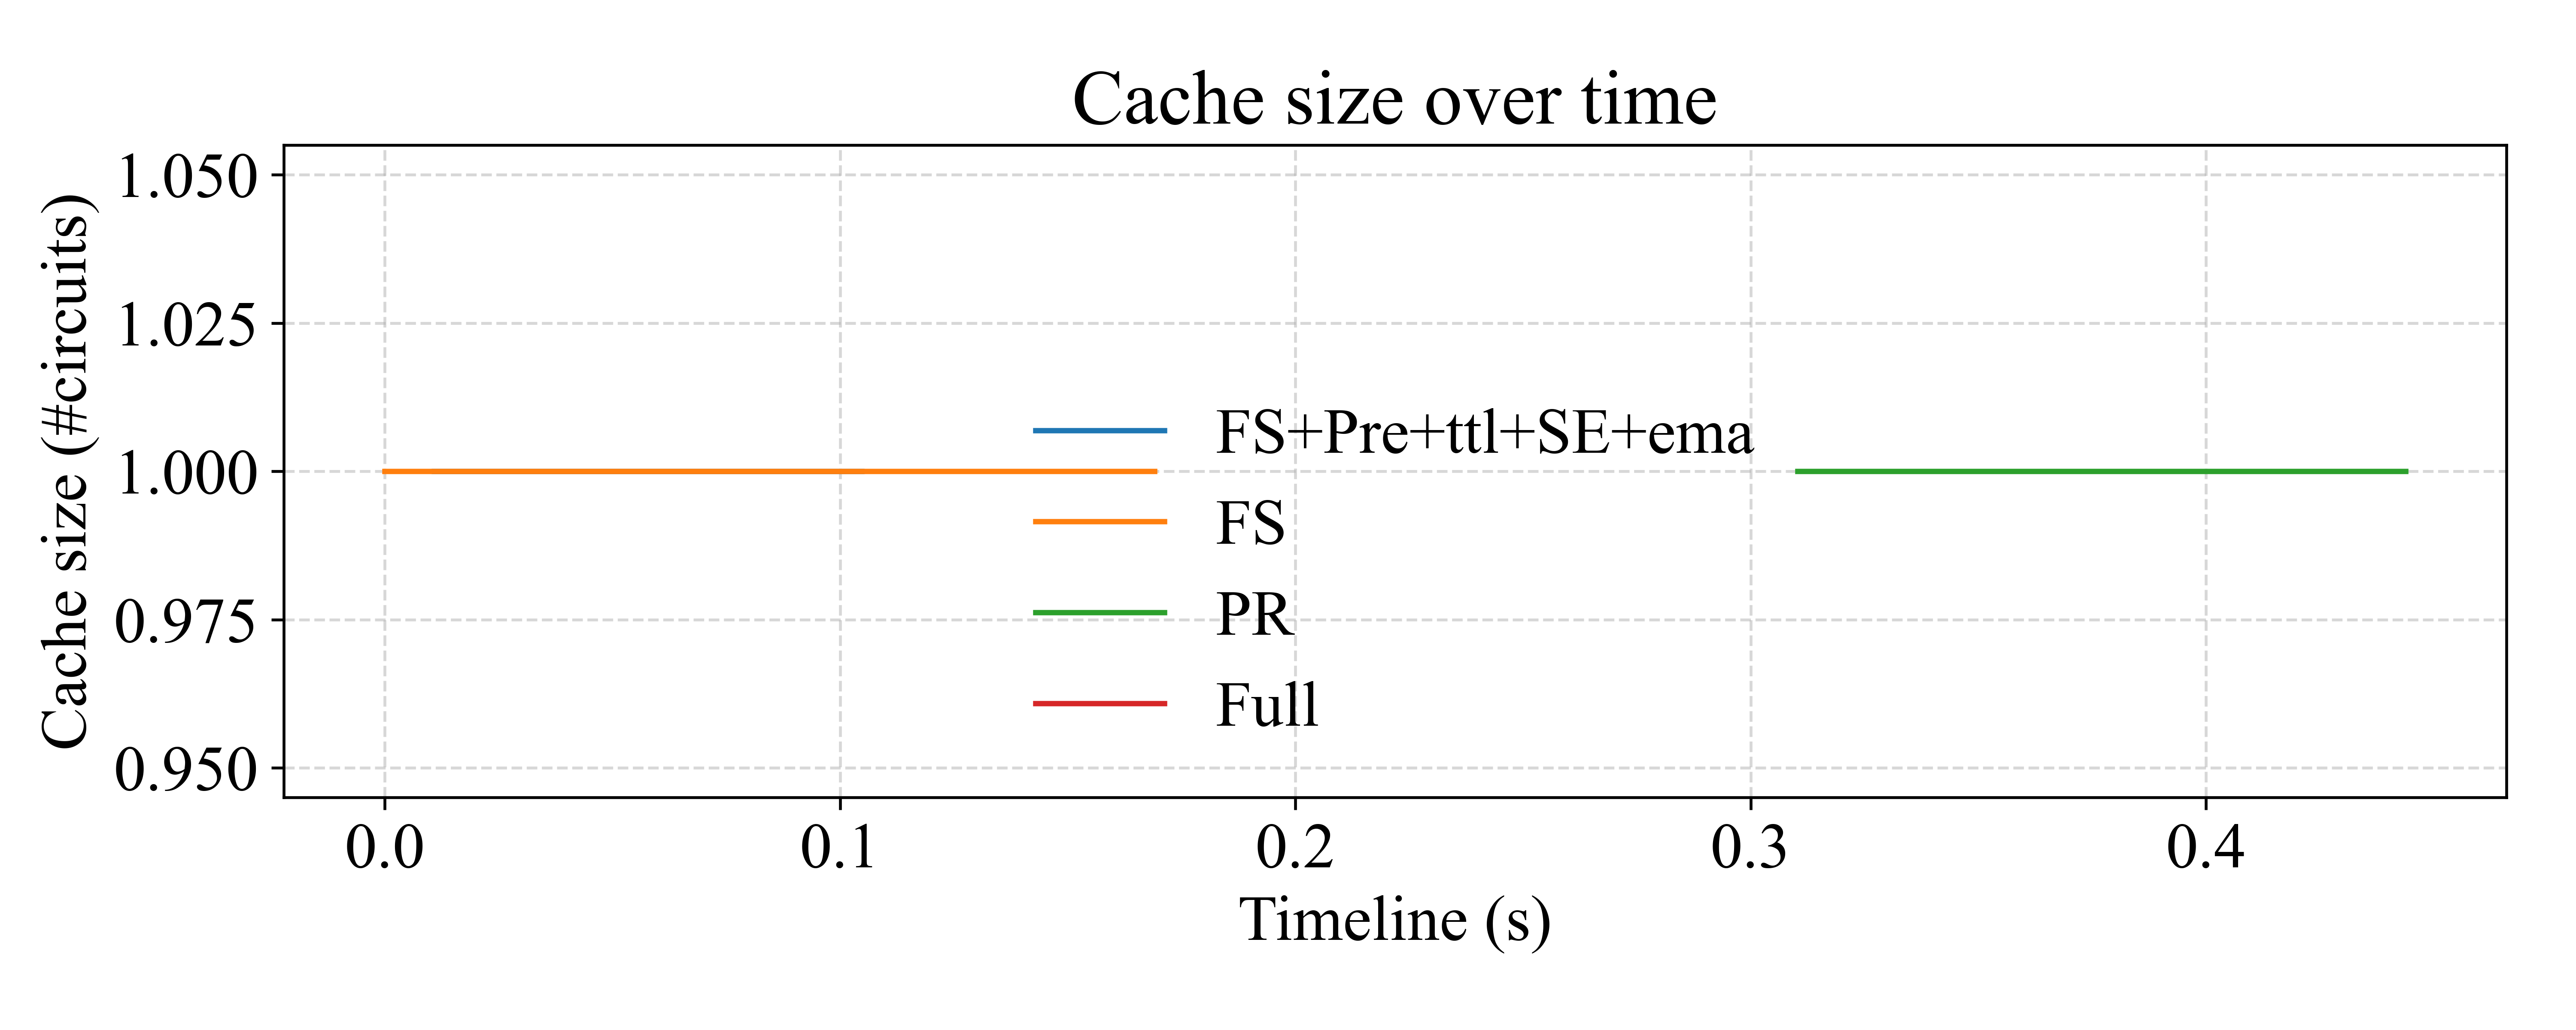 Cache size over time
Cache size (#circuits)
1.050
1.025
1.000
0.975
0.950
FS+Pre+ttl+SE+ema
FS
PR
Full
0.0 0.1 0.2 0.3 0.4
Timeline (s)